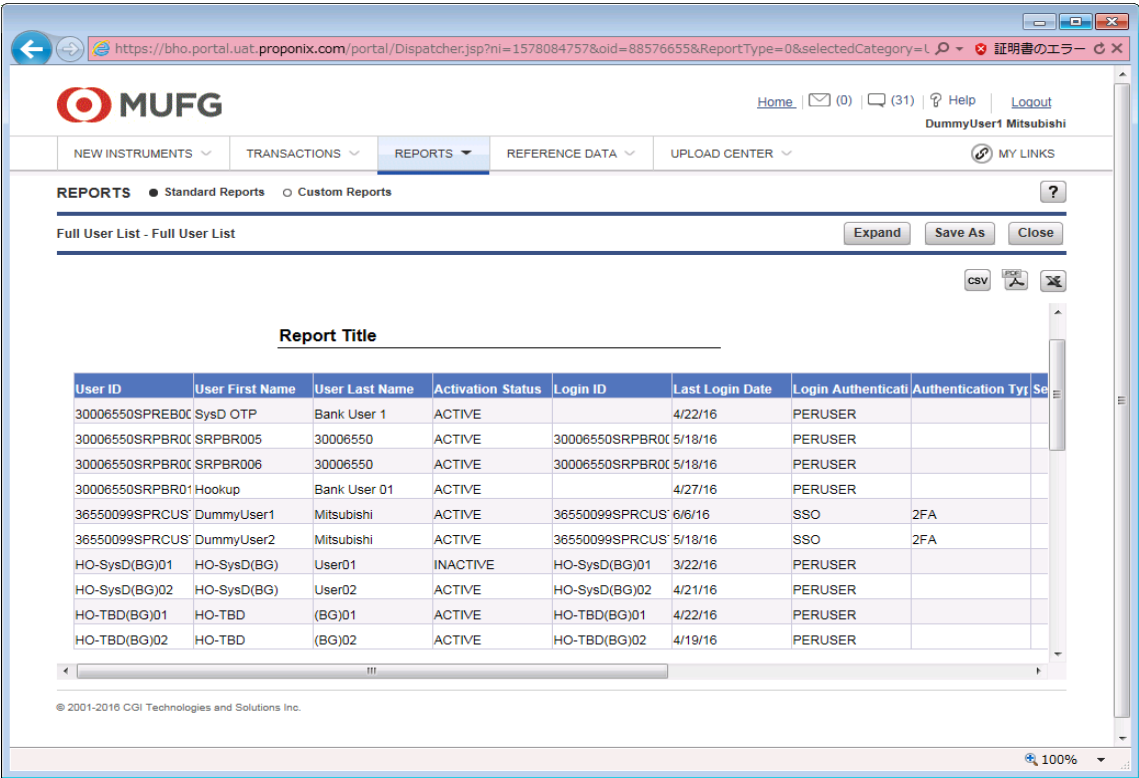 https://bho.portal.uat.proponix.com/portal/Dispatcher.jsp?ni=1578084757&oid=88576655&ReportType=0&selectedCategory=U 証明書のエラー
MUFG
Home (0) (31) Help Logout
DummyUser1 Mitsubishi
NEW INSTRUMENTS TRANSACTIONS REPORTS REFERENCE DATA UPLOAD CENTER MY LINKS
REPORTS Standard Reports Custom Reports ?
Full User List - Full User List Expand Save As Close
CSV PDF
Report Title
User ID User First Name User Last Name Activation Status Login ID Last Login Date Login Authenticati Authentication Typ Se
30006550SPREB00 SysD OTP Bank User 1 ACTIVE 4/22/16 PERUSER
30006550SRPBR00 SRPBR005 30006550 ACTIVE 30006550SRPBR00 5/18/16 PERUSER
30006550SRPBR00 SRPBR006 30006550 ACTIVE 30006550SRPBR00 5/18/16 PERUSER
30006550SRPBR01 Hookup Bank User 01 ACTIVE 4/27/16 PERUSER
36550099SPRCUS DummyUser1 Mitsubishi ACTIVE 36550099SPRCUS 6/6/16 SSO 2FA
36550099SPRCUS DummyUser2 Mitsubishi ACTIVE 36550099SPRCUS 5/18/16 SSO 2FA
HO-SysD(BG)01 HO-SysD(BG) User01 INACTIVE HO-SysD(BG)01 3/22/16 PERUSER
HO-SysD(BG)02 HO-SysD(BG) User02 ACTIVE HO-SysD(BG)02 4/21/16 PERUSER
HO-TBD(BG)01 HO-TBD (BG)01 ACTIVE HO-TBD(BG)01 4/22/16 PERUSER
HO-TBD(BG)02 HO-TBD (BG)02 ACTIVE HO-TBD(BG)02 4/19/16 PERUSER
© 2001-2016 CGI Technologies and Solutions Inc.
100%